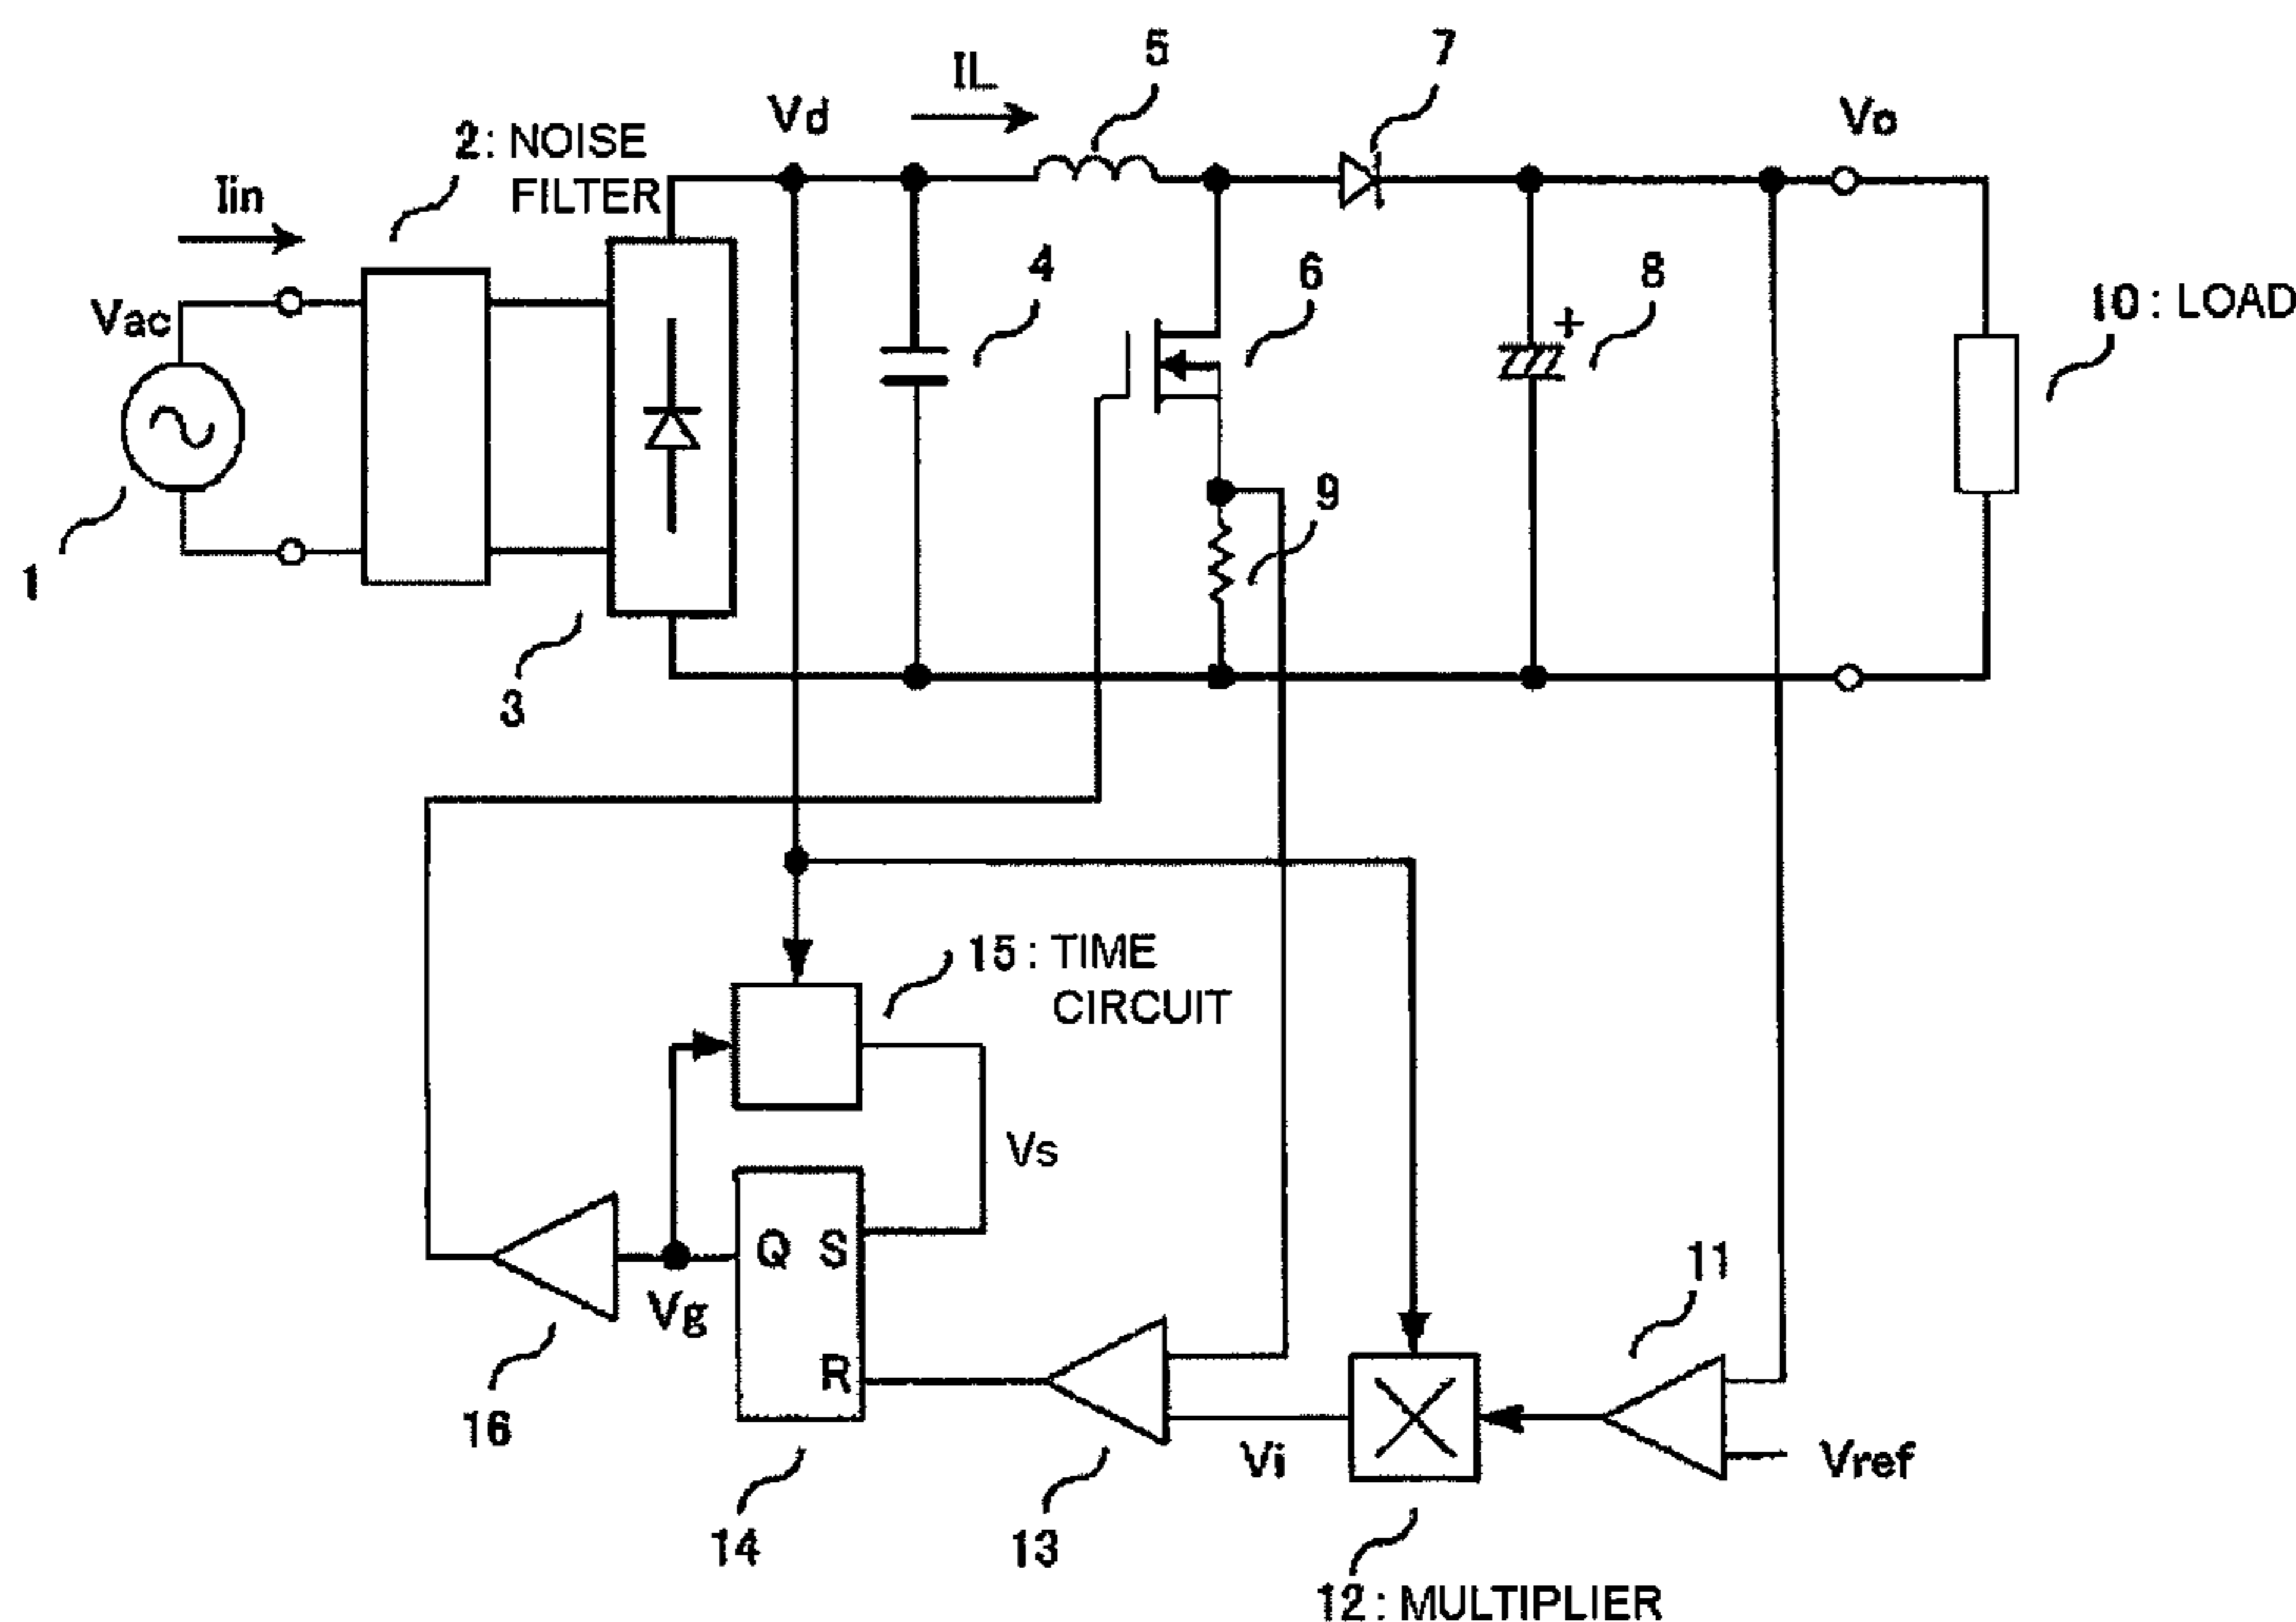 5
7
IL
Vd
Vo
2: NOISE
FILTER
Iin
4
6
8
+
10: LOAD
Vac
9
1
3
15: TIME
CIRCUIT
Vs
Q S
11
Vg
R
16
Vi
Vref
14
13
12: MULTIPLIER